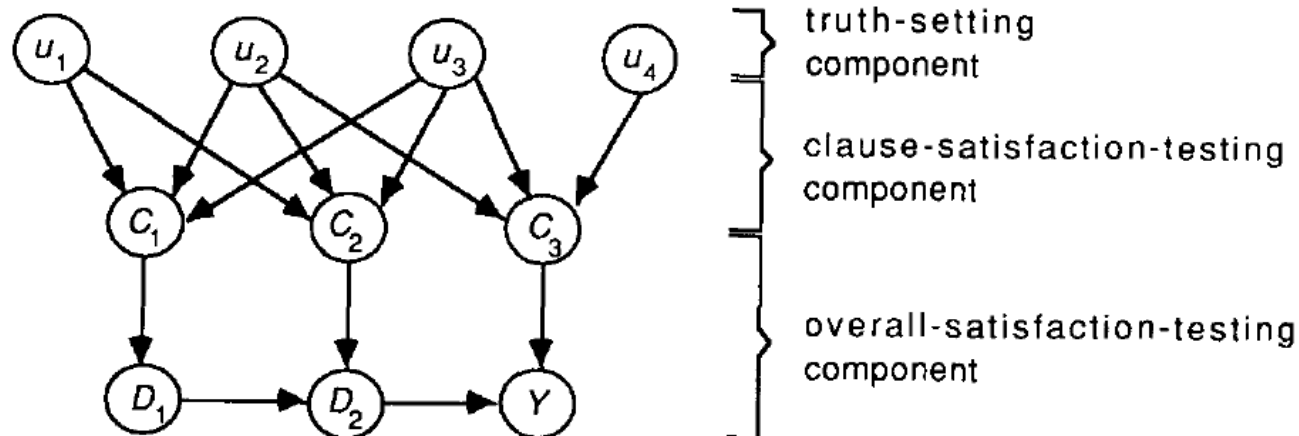 u1 u2 u3 u4
truth-setting
component
clause-satisfaction-testing
component
C1 C2 C3
overall-satisfaction-testing
component
D1 D2 Y